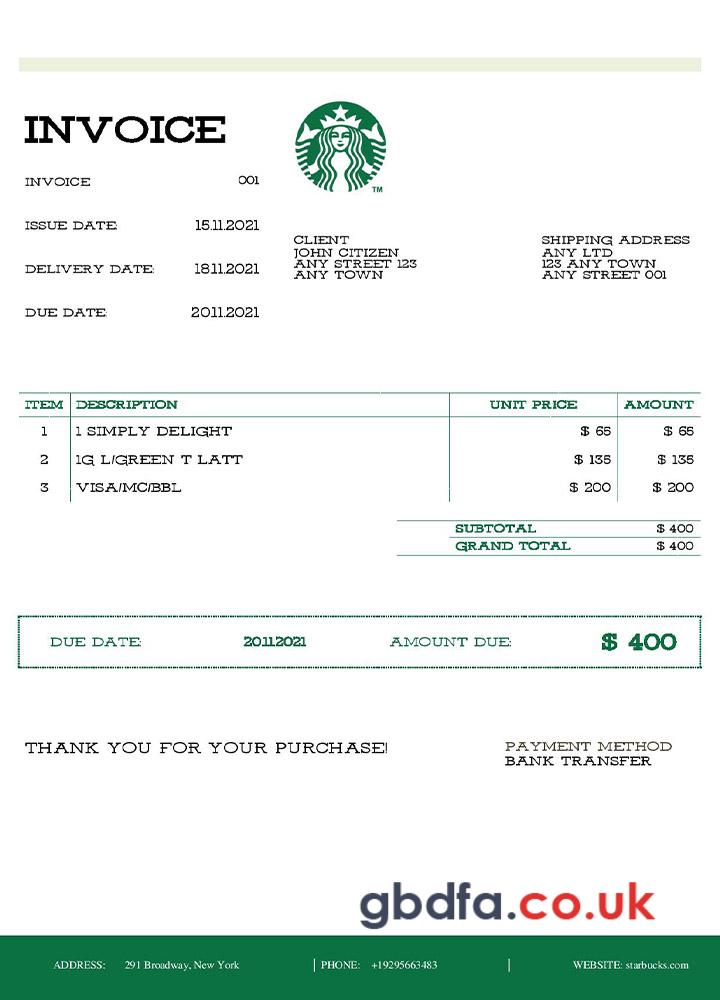 INVOICE
INVOICE 001
ISSUE DATE: 15.11.2021
DELIVERY DATE: 18.11.2021
DUE DATE: 20.11.2021
TM
CLIENT
JOHN CITIZEN
ANY STREET 123
ANY TOWN
SHIPPING ADDRESS
ANY LTD
123 ANY TOWN
ANY STREET 001
ITEM DESCRIPTION UNIT PRICE AMOUNT
1 1 SIMPLY DELIGHT $ 65 $ 65
2 1G L/GREEN T LATT $ 135 $ 135
3 VISA/MC/BBL $ 200 $ 200
SUBTOTAL $ 400
GRAND TOTAL $ 400
DUE DATE: 20.11.2021 AMOUNT DUE: $ 400
THANK YOU FOR YOUR PURCHASE!
PAYMENT METHOD
BANK TRANSFER
gbdfa.co.uk
ADDRESS: 291 Broadway, New York PHONE: +19295663483 WEBSITE: starbucks.com